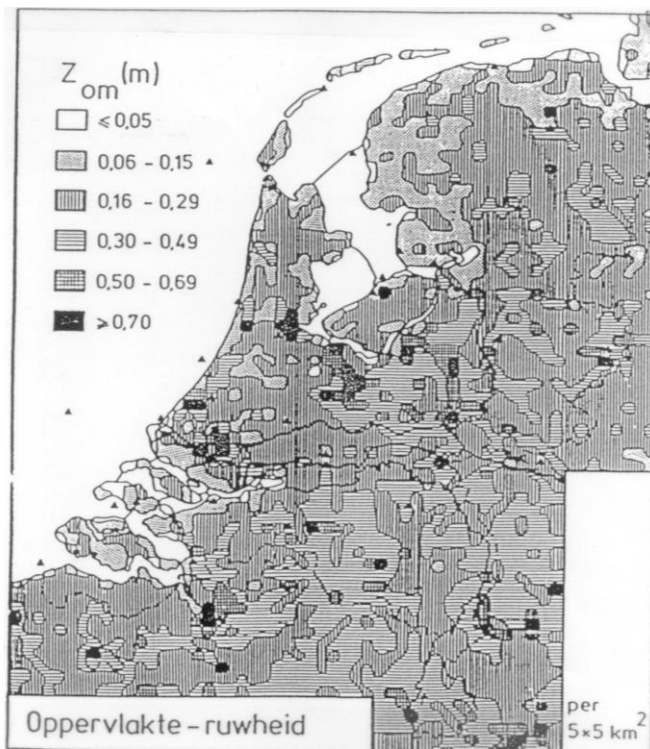 Zom(m)
≤0,05
0,06 - 0,15
0,16 - 0,29
0,30 - 0,49
0,50 - 0,69
≥0,70
Oppervlakte-ruwheid
per
5×5 km²